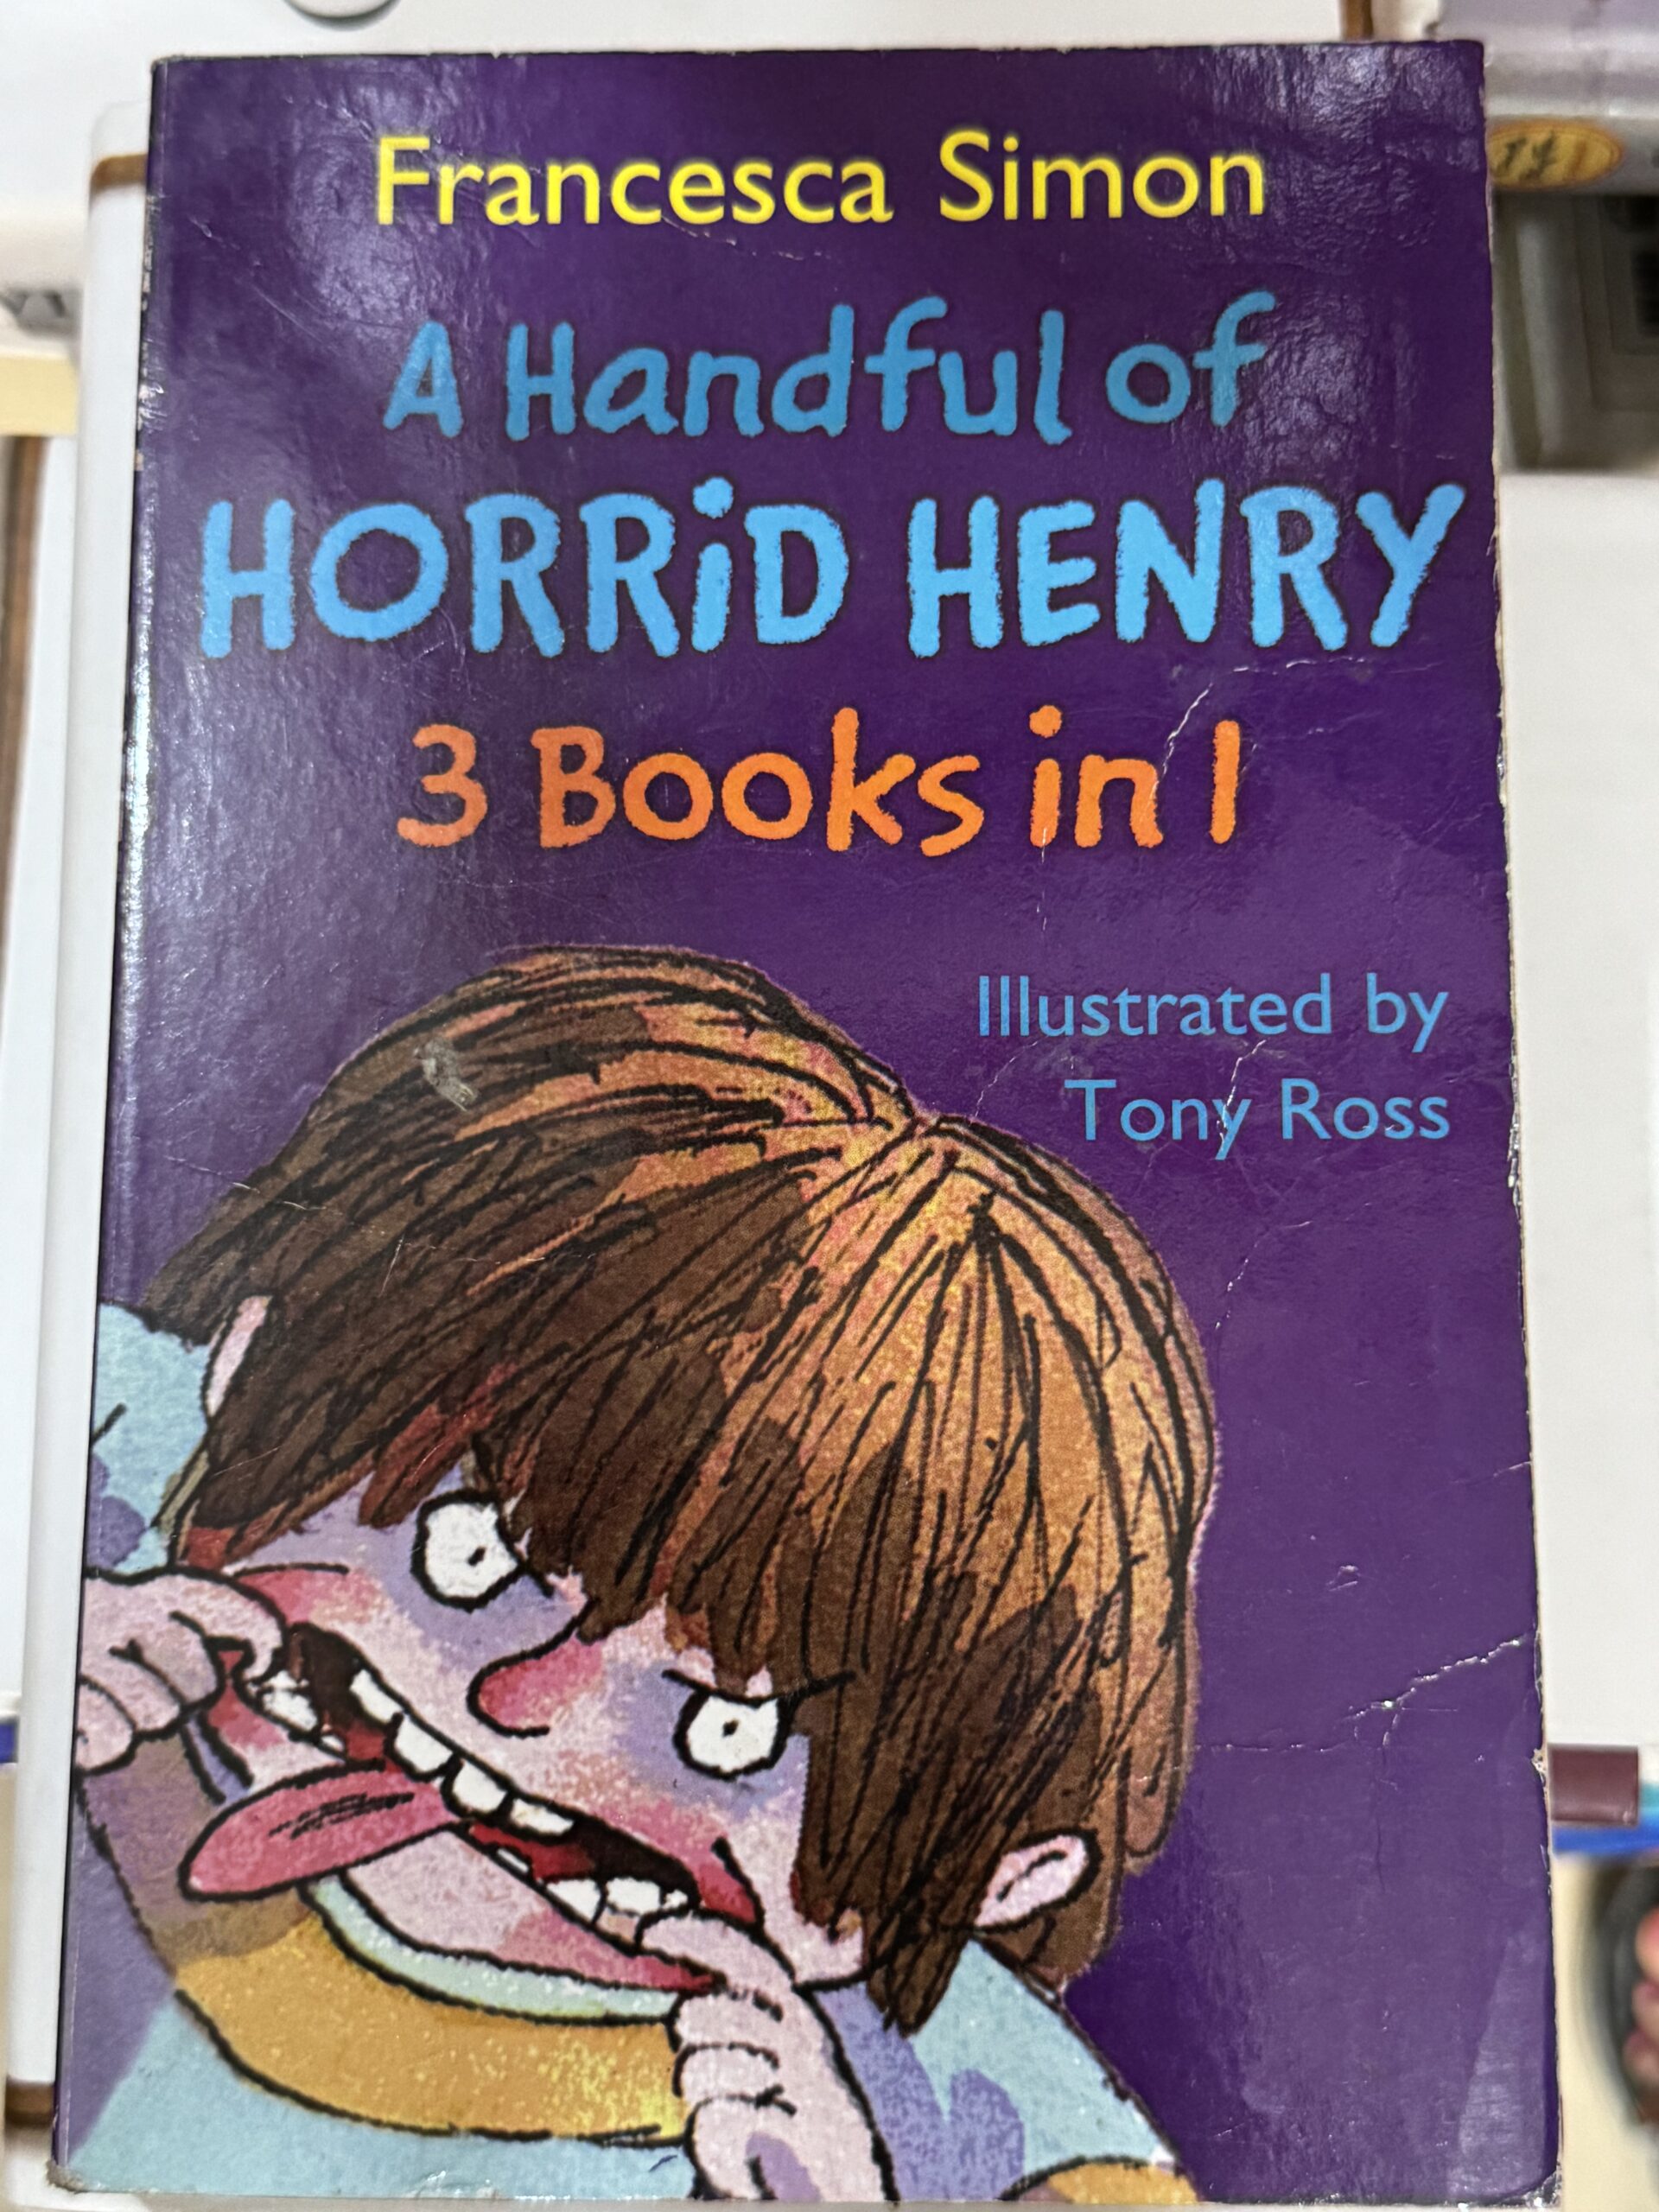 Francesca Simon
A Handful of
HORRiD HENRY
3 Books in 1
Illustrated by
Tony Ross